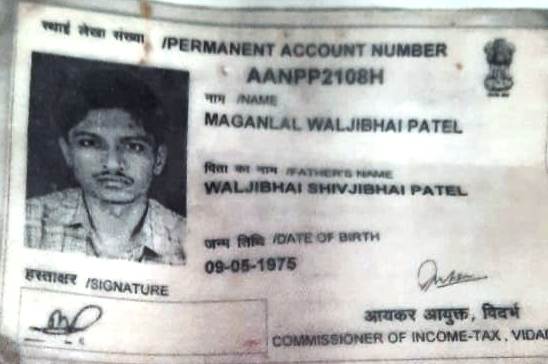 स्थाई लेखा संख्या /PERMANENT ACCOUNT NUMBER
AANPP2108H
नाम /NAME
MAGANLAL WALJIBHAI PATEL
पिता का नाम /FATHER'S NAME
WALJIBHAI SHIVJIBHAI PATEL
जन्म तिथि /DATE OF BIRTH
09-05-1975
हस्ताक्षर /SIGNATURE
आयकर आयुक्त, विदर्भ
COMMISSIONER OF INCOME-TAX, VIDA